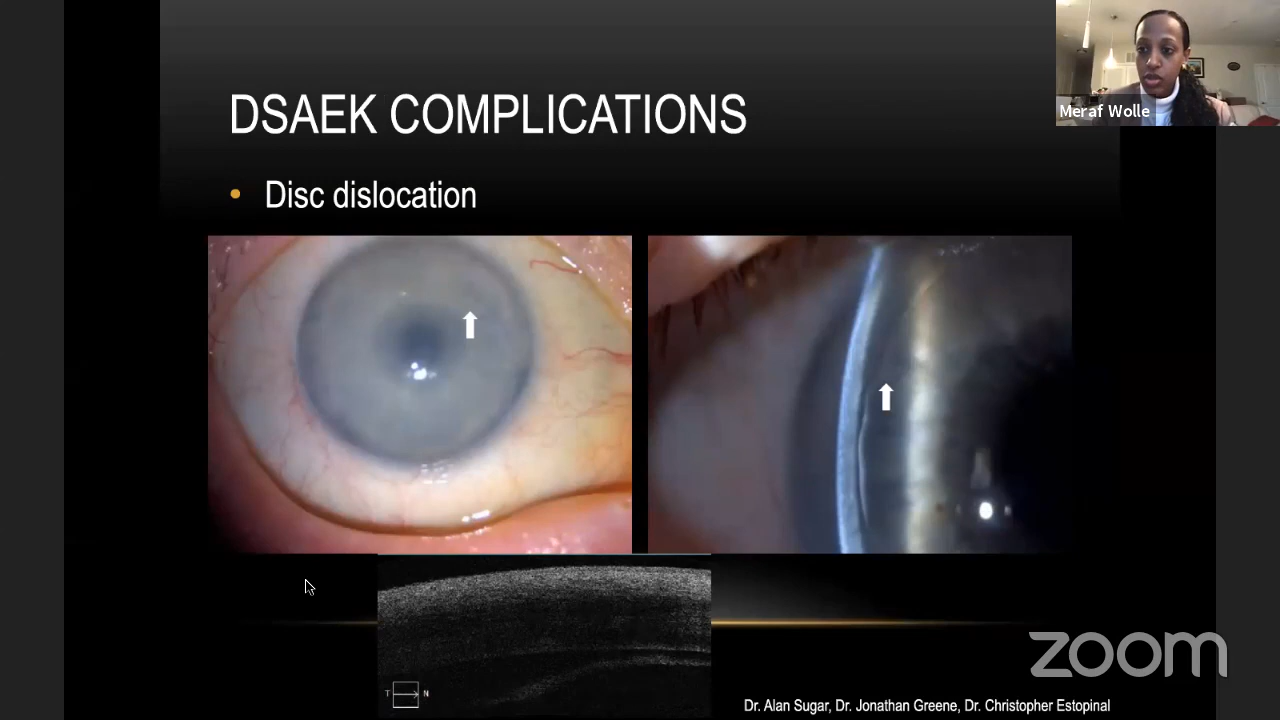 DSAEK COMPLICATIONS
Meraf Wolle
• Disc dislocation
T N
zoom
Dr. Alan Sugar, Dr. Jonathan Greene, Dr. Christopher Estopinal